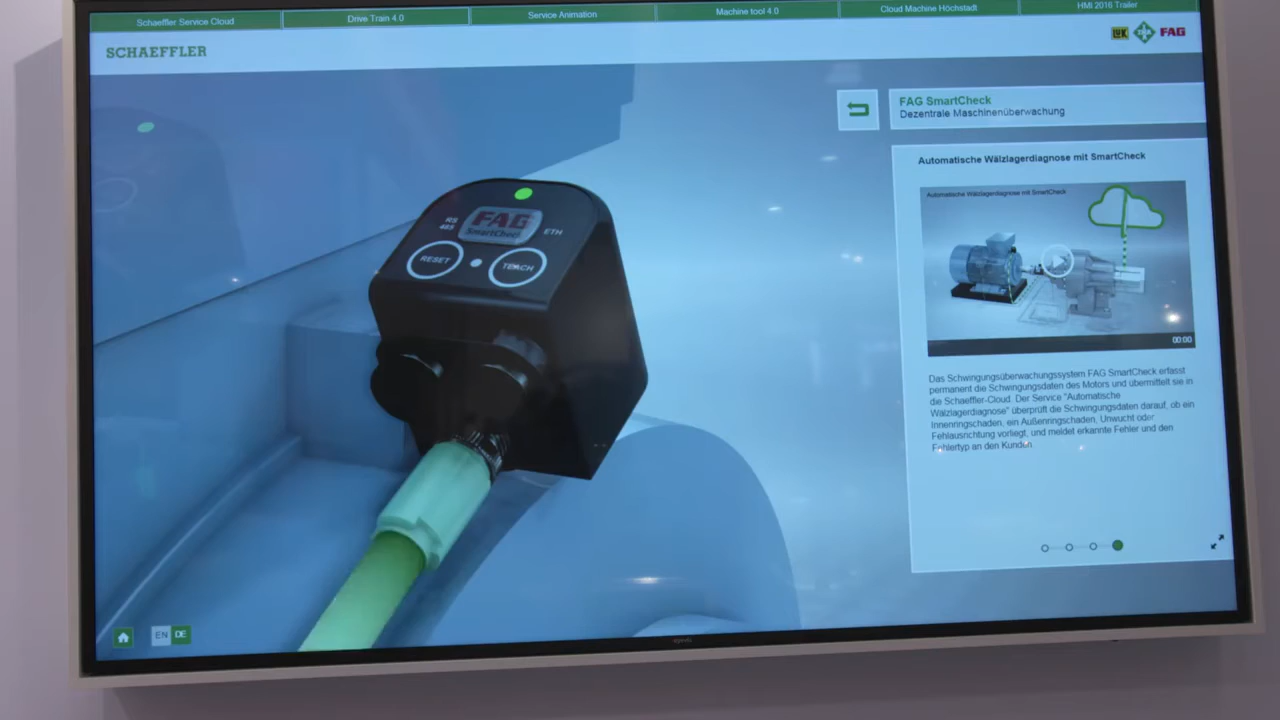 Schaeffler Service Cloud
Drive Train 4.0
Service Animation
Machine tool 4.0
Cloud Machine Höchstadt
HMI 2016 Trailer
SCHAEFFLER
LuK
INA
FAG
FAG SmartCheck
Dezentrale Maschinenüberwachung
Automatische Wälzlagerdiagnose mit SmartCheck
Automatische Wälzlagerdiagnose mit SmartCheck
00:00
Das Schwingungsüberwachungssystem FAG SmartCheck erfasst
permanent die Schwingungsdaten des Motors und übermittelt sie in
die Schaeffler-Cloud. Der Service "Automatische
Wälzlagerdiagnose" überprüft die Schwingungsdaten darauf, ob ein
Innenringschaden, ein Außenringschaden, Unwucht oder
Fehlausrichtung vorliegt, und meldet erkannte Fehler und den
Fehlertyp an den Kunden.
RS
485
FAG
SmartCheck
ETH
RESET
TEACH
EN
DE